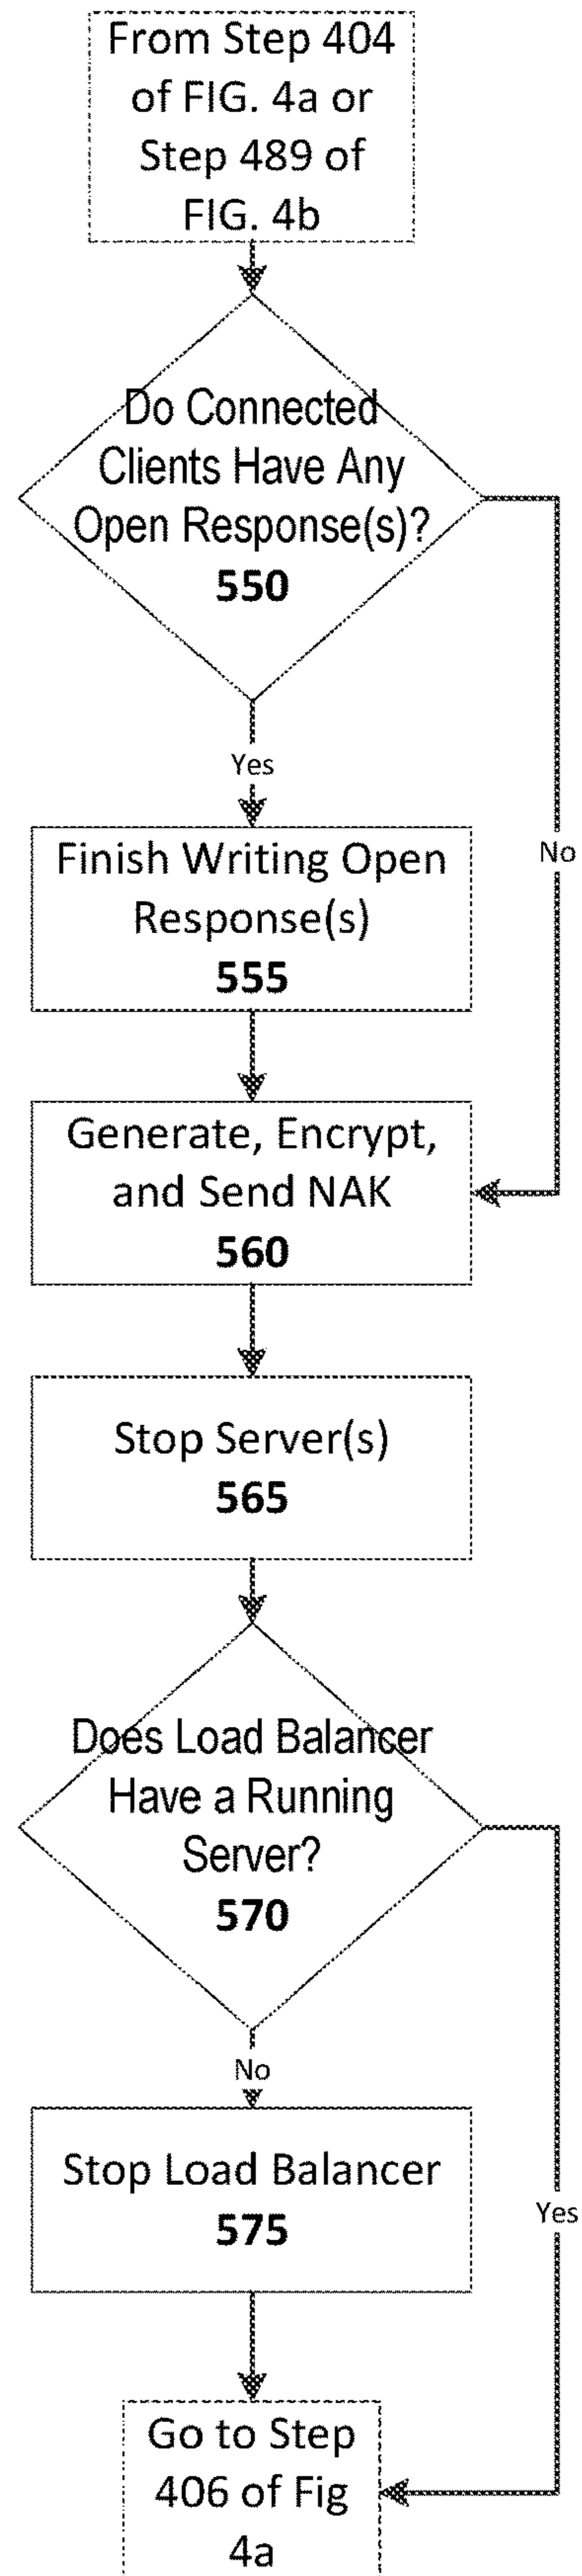 From Step 404
of FIG. 4a or
Step 489 of
FIG. 4b
Do Connected
Clients Have Any
Open Response(s)?
550
Yes
No
Finish Writing Open
Response(s)
555
Generate, Encrypt,
and Send NAK
560
Stop Server(s)
565
Does Load Balancer
Have a Running
Server?
570
No
Stop Load Balancer
575
Yes
Go to Step
406 of Fig
4a